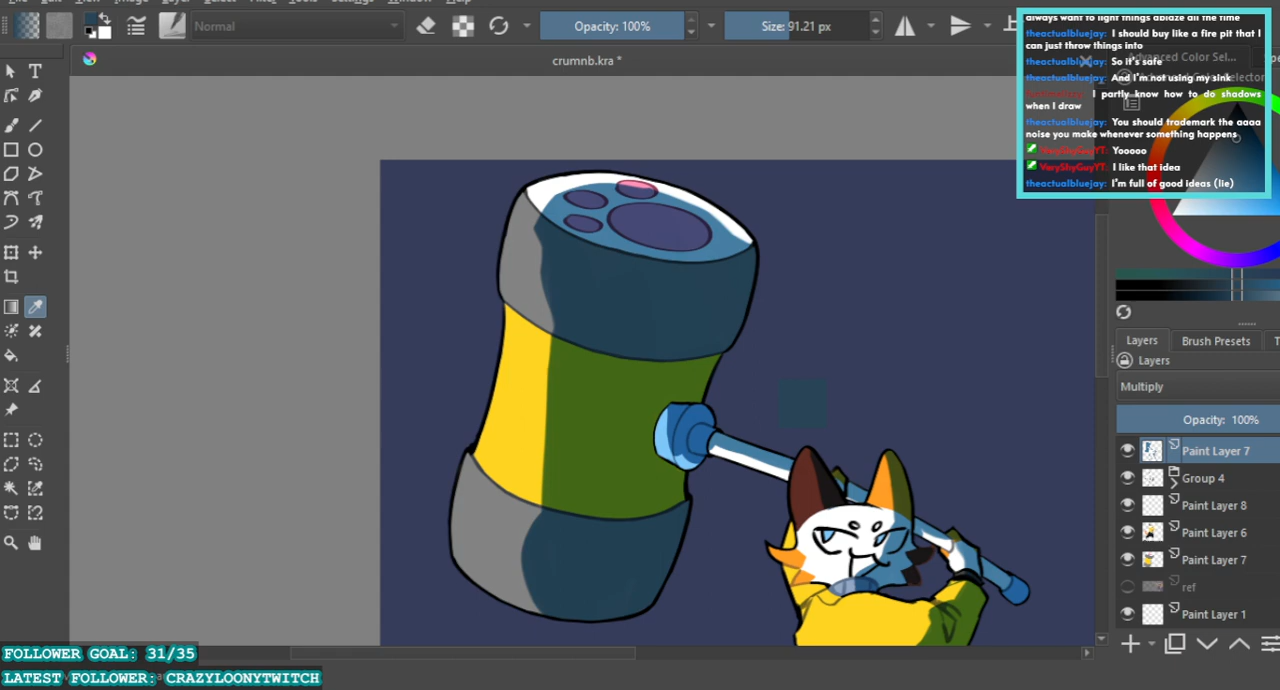 Normal
Opacity: 100%
Size: 91.21 px
crumnb.kra *
always want to light things ablaze all the time
theactualbluejay: I should buy like a fire pit that I
can just throw things into
theactualbluejay: So it's safe
theactualbluejay: And I'm not using my sink
I partly know how to do shadows
when I draw
theactualbluejay: You should trademark the aaaa
noise you make whenever something happens
VeryShyGuyYT: Yooooo
VeryShyGuyYT: I like that idea
theactualbluejay: I'm full of good ideas (lie)
Advanced Color Sel...
Layers
Brush Presets
Layers
Multiply
Opacity: 100%
Paint Layer 7
Group 4
Paint Layer 8
Paint Layer 6
Paint Layer 7
ref
Paint Layer 1
FOLLOWER GOAL: 31/35
LATEST FOLLOWER: CRAZYLOONYTWITCH